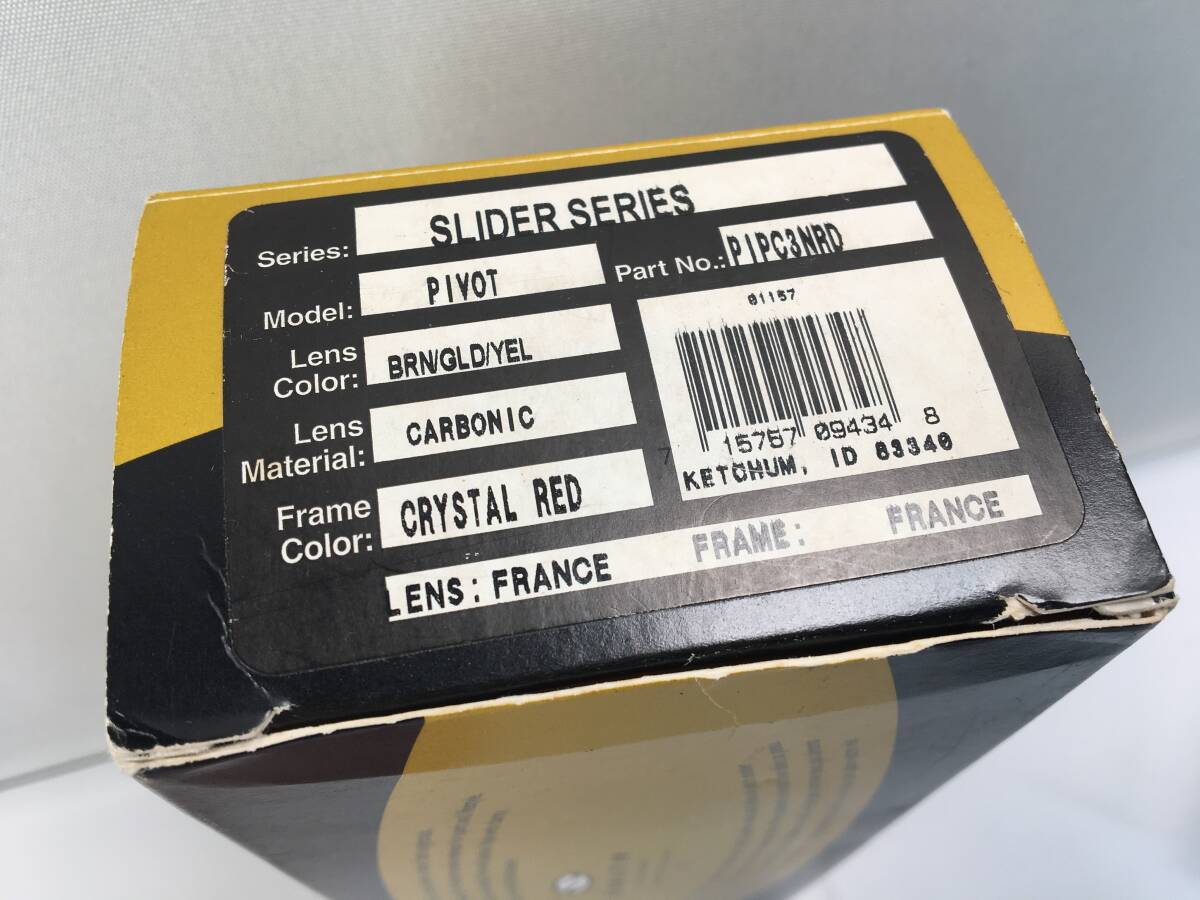 Series: SLIDER SERIES
Model: PIVOT
Part No.: PIPC3NRD
Lens Color: BRN/GLD/YEL
Lens Material: CARBONIC
Frame Color: CRYSTAL RED
01157
7 15757 09434 8
KETCHUM, ID 83340
LENS: FRANCE FRAME: FRANCE